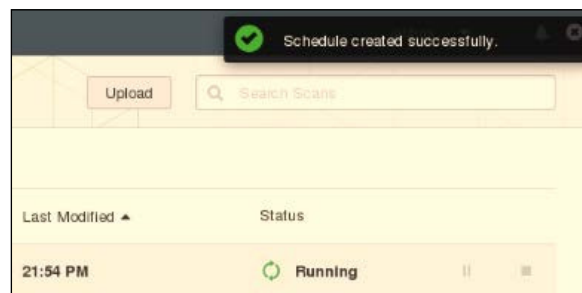 Schedule created successfully.
Upload
Search Scans
Last Modified
Status
21:54 PM
Running